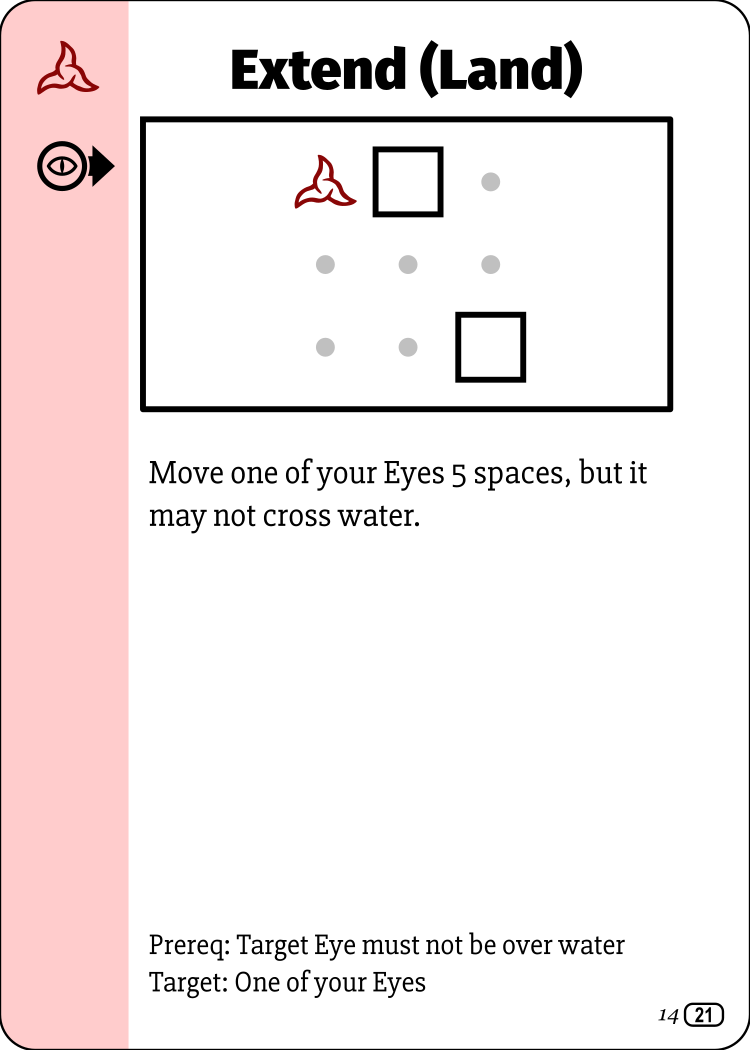 Extend (Land)
Move one of your Eyes 5 spaces, but it
may not cross water.
Prereq: Target Eye must not be over water
Target: One of your Eyes
14 21